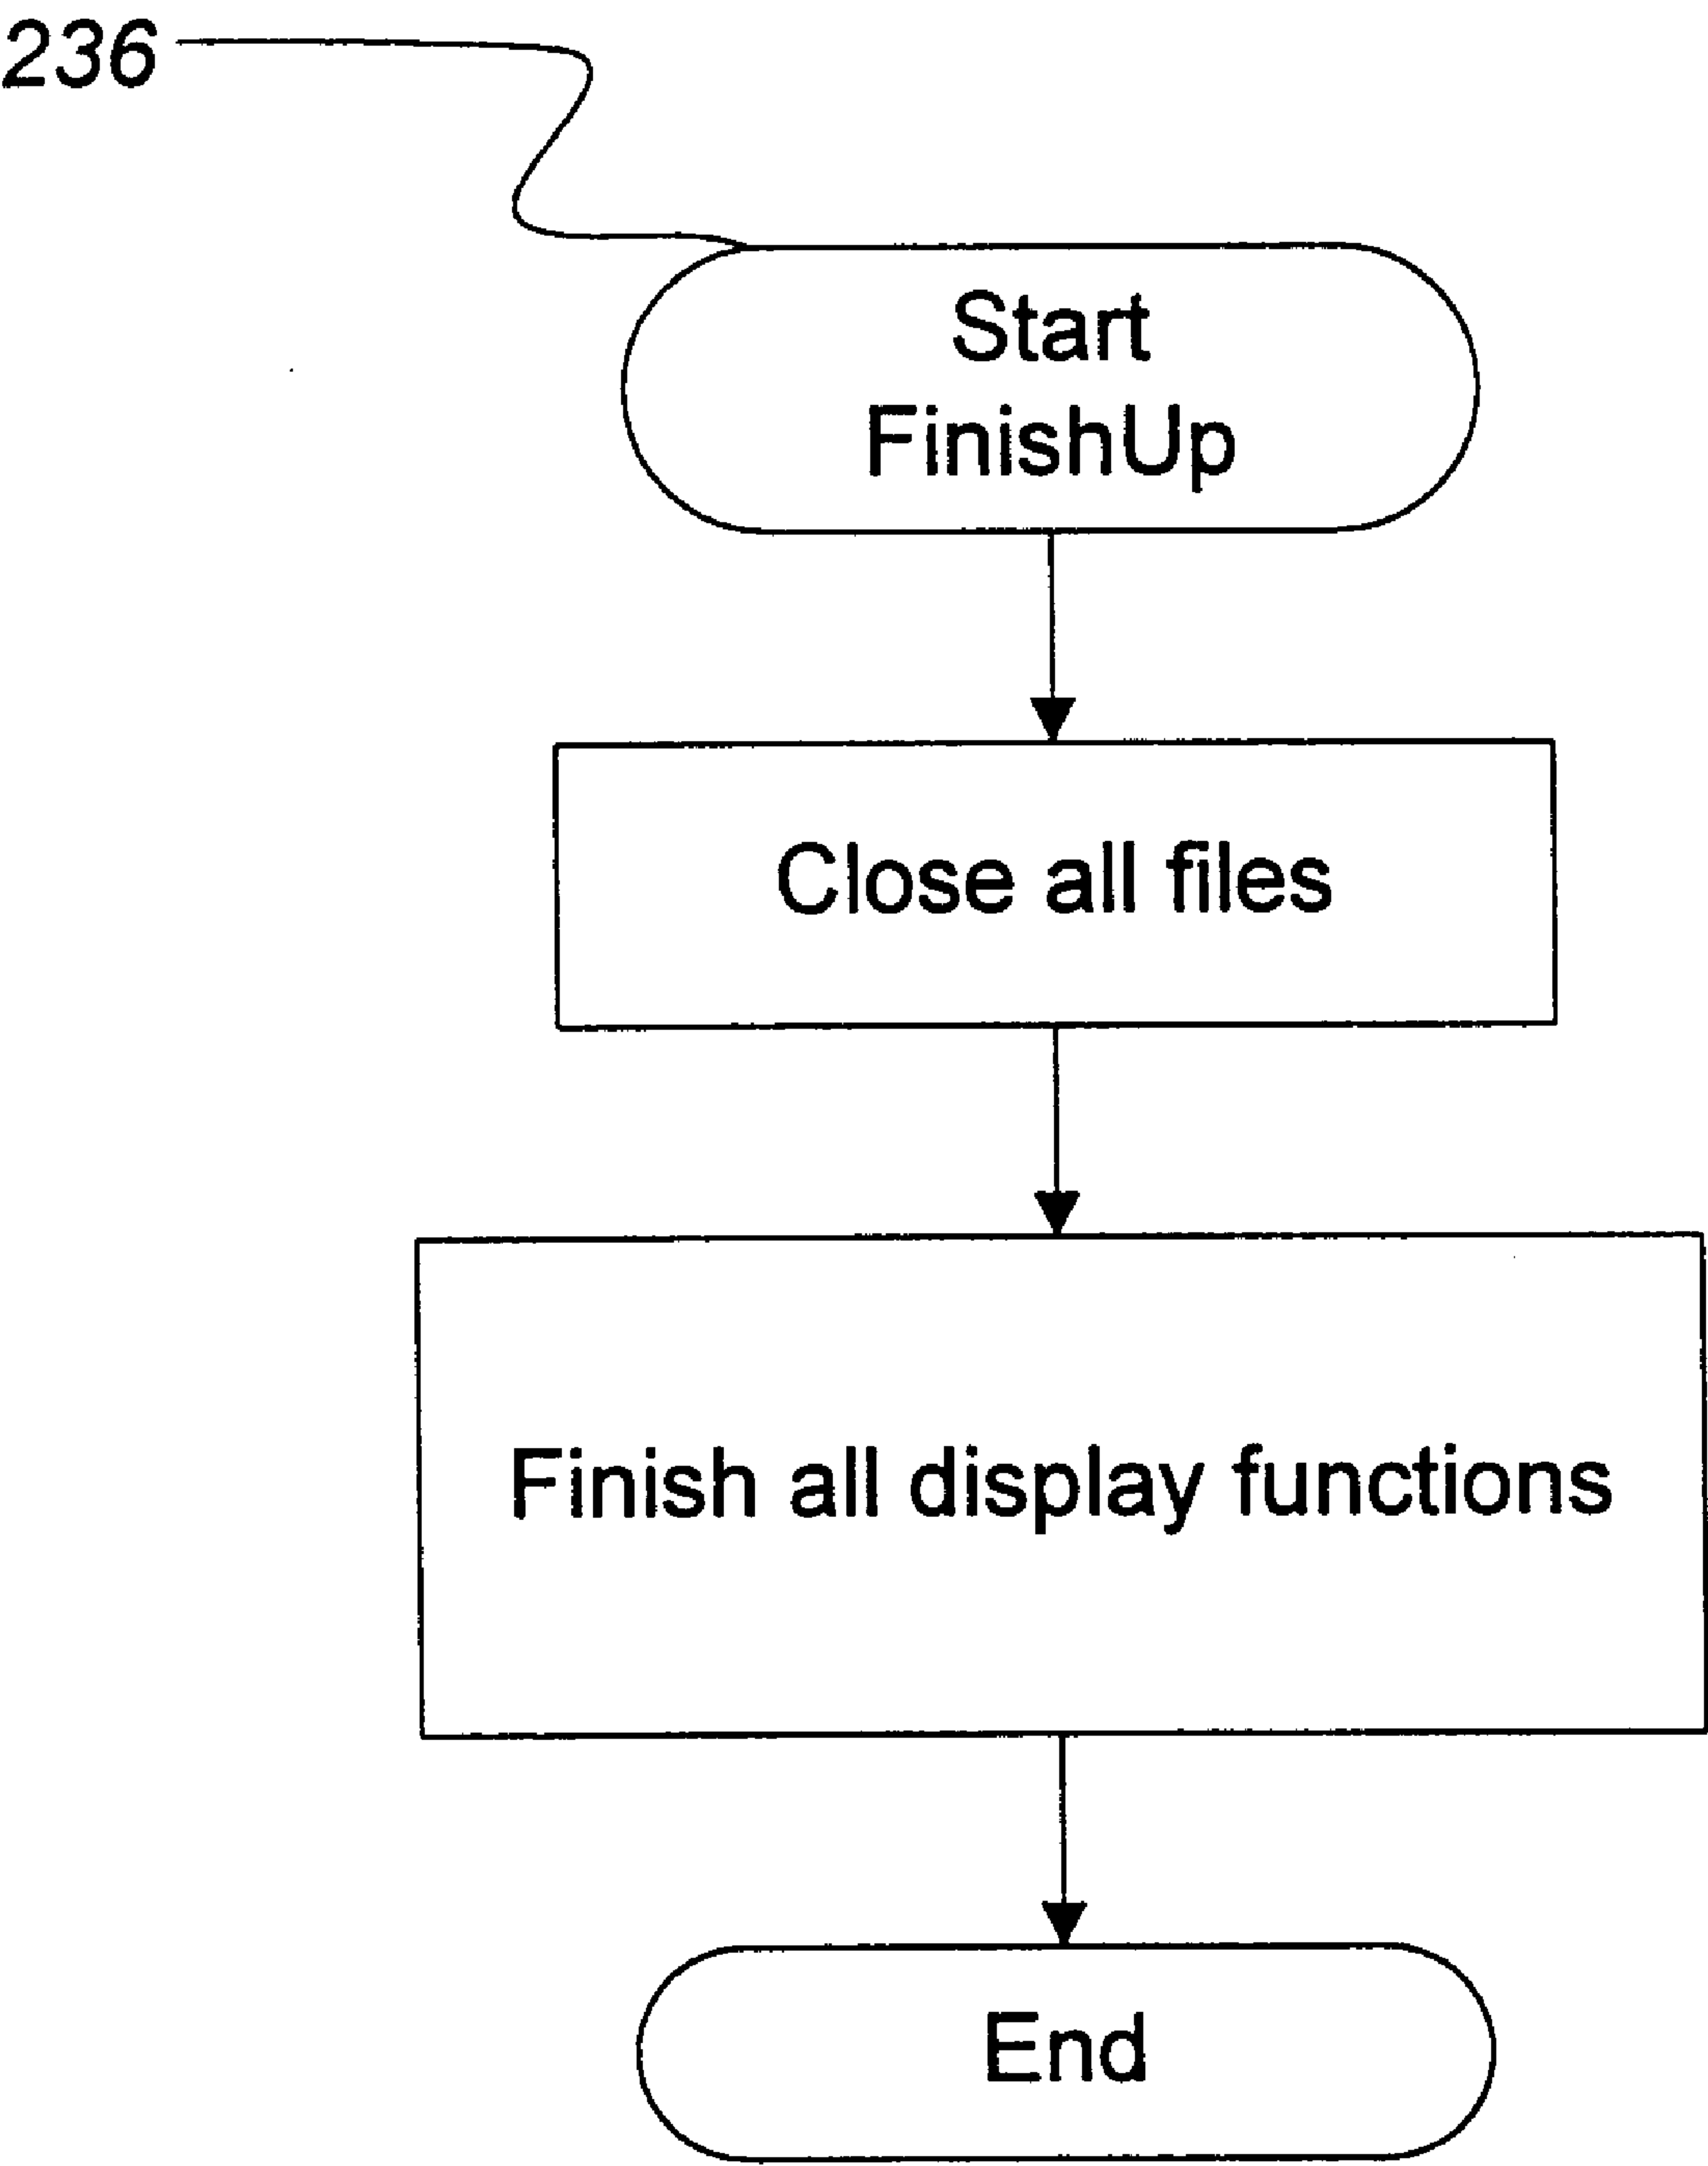 236
Start
FinishUp
Close all files
Finish all display functions
End